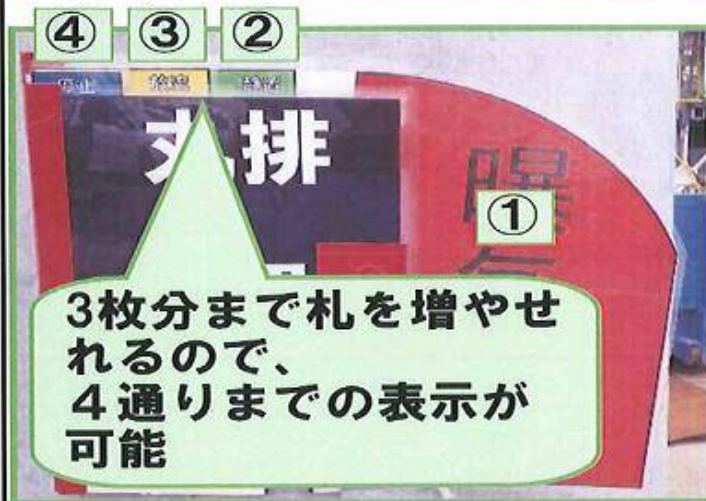 ④ ③ ②
丸排
曝
①
3枚分まで札を増やせ
れるので、
４通りまでの表示が
可能